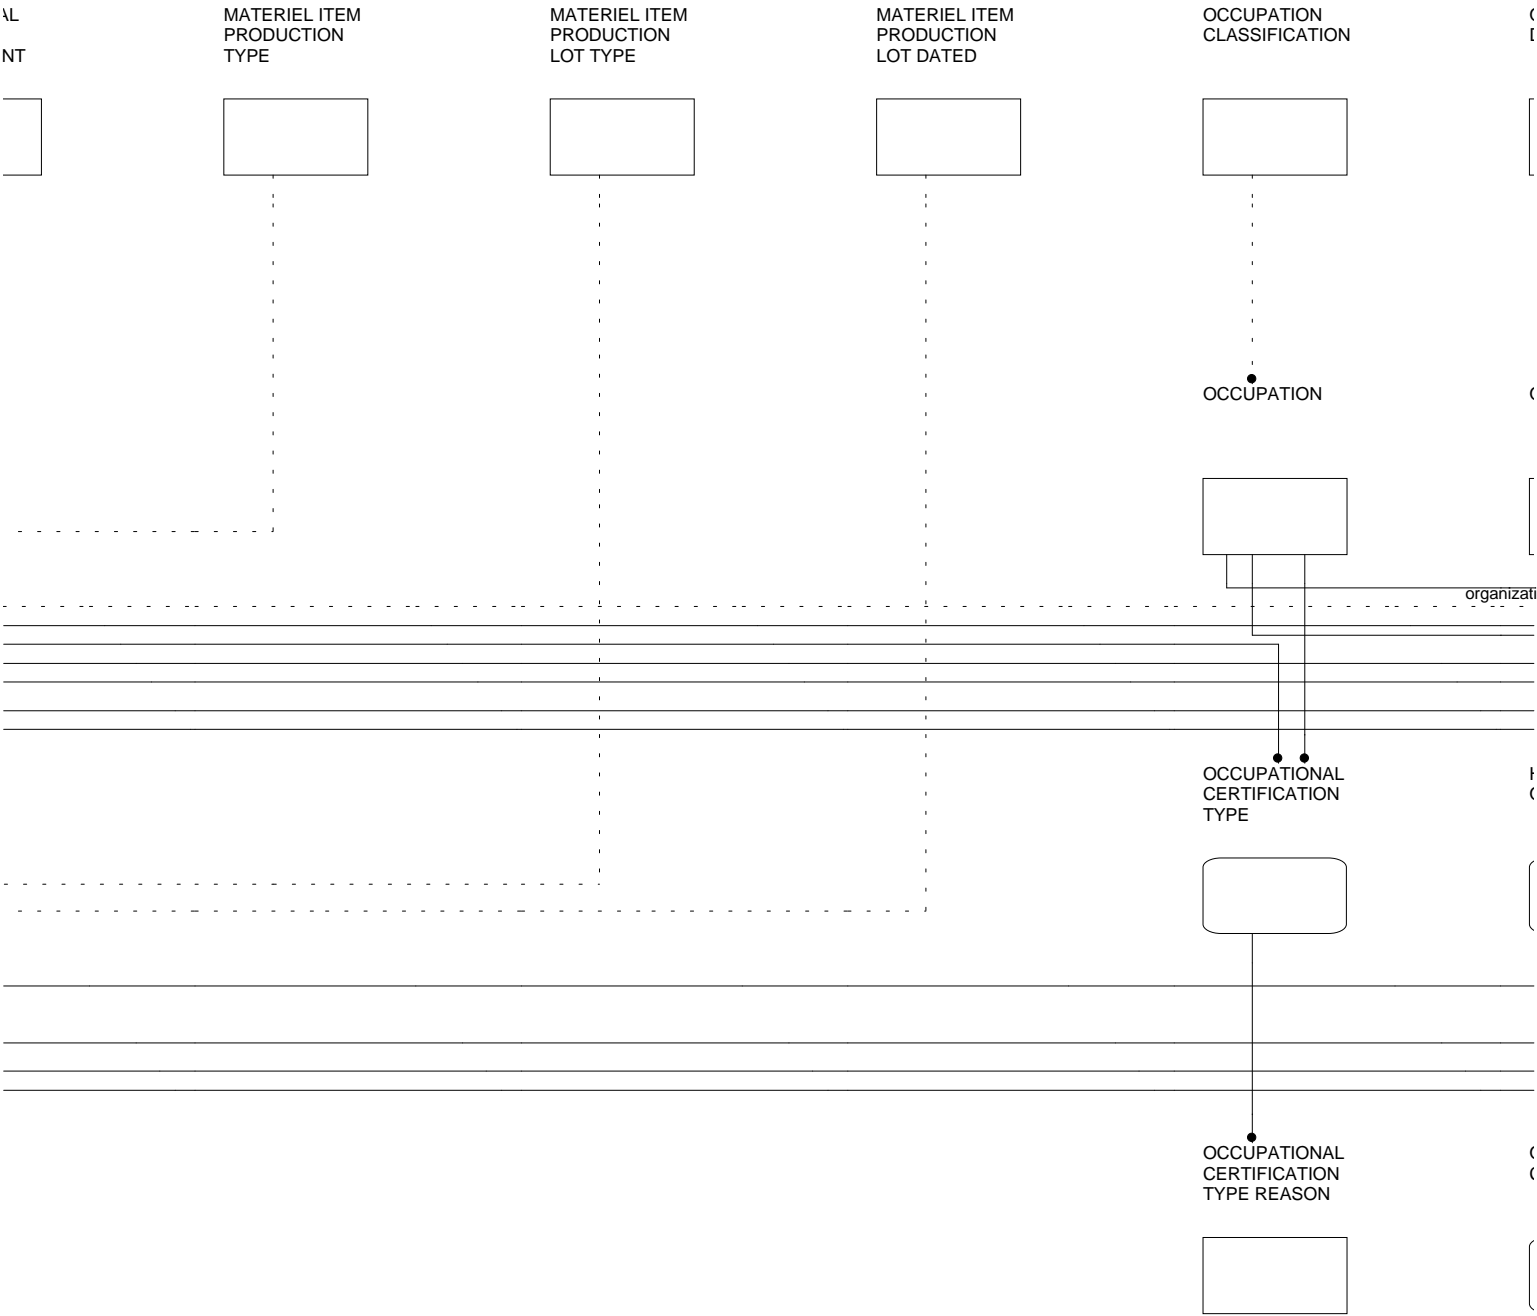 MATERIEL ITEM
PRODUCTION
TYPE
MATERIEL ITEM
PRODUCTION
LOT TYPE
MATERIEL ITEM
PRODUCTION
LOT DATED
OCCUPATION
CLASSIFICATION
OCCUPATION
OCCUPATIONAL
CERTIFICATION
TYPE
OCCUPATIONAL
CERTIFICATION
TYPE REASON